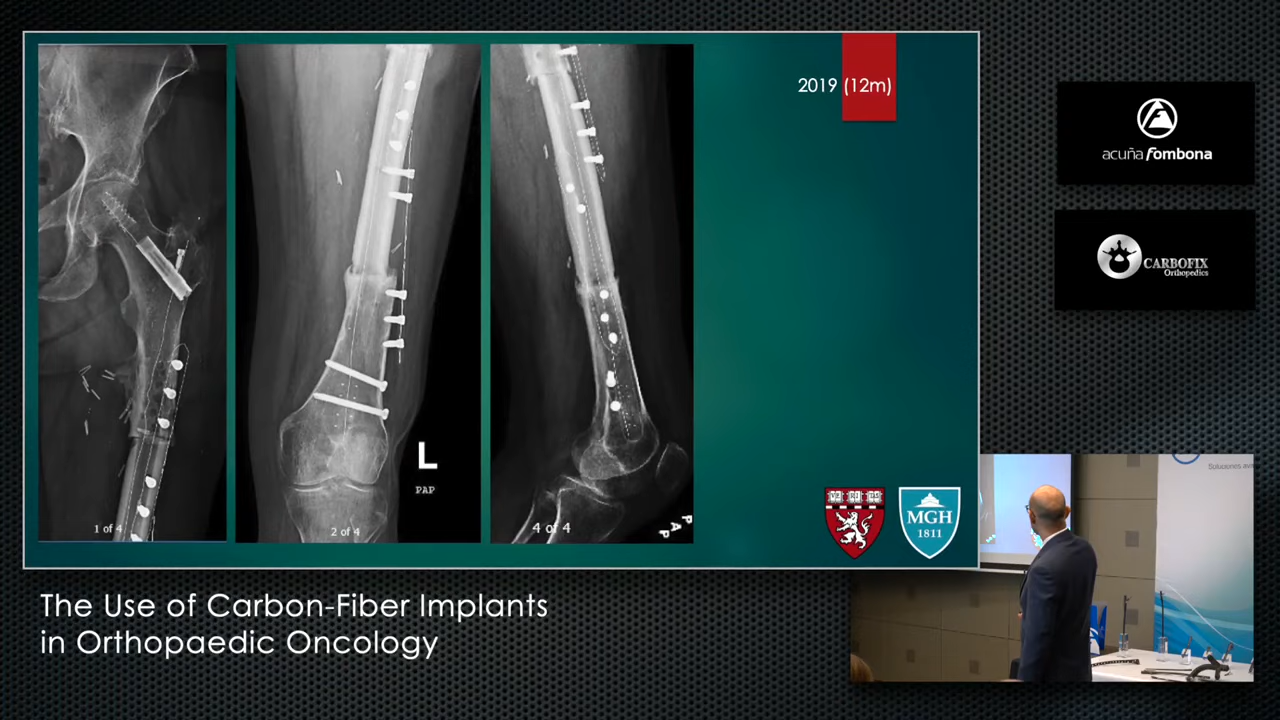 2019 (12m)
1 of 4
2 of 4
L
PAP
4 of 4
PAP
MGH
1811
acuña fombona
CARBOFIX
Orthopedics
Soluciones
The Use of Carbon-Fiber Implants
in Orthopaedic Oncology